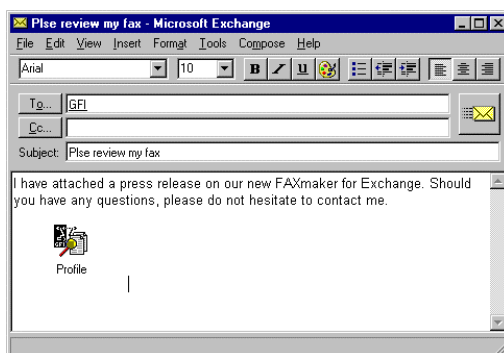 Plse review my fax - Microsoft Exchange
File Edit View Insert Format Tools Compose Help
Arial 10 B I U
To... GFI
Cc...
Subject: Plse review my fax
I have attached a press release on our new FAXmaker for Exchange. Should
you have any questions, please do not hesitate to contact me.
GFI
Profile